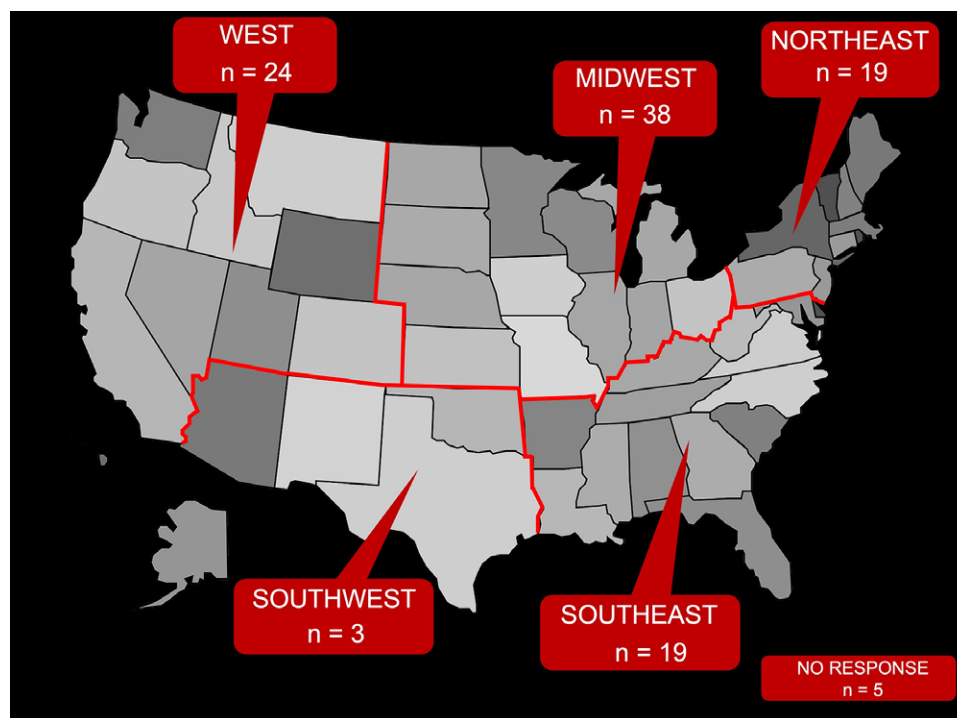 WEST
n = 24
NORTHEAST
n = 19
MIDWEST
n = 38
SOUTHWEST
n = 3
SOUTHEAST
n = 19
NO RESPONSE
n = 5